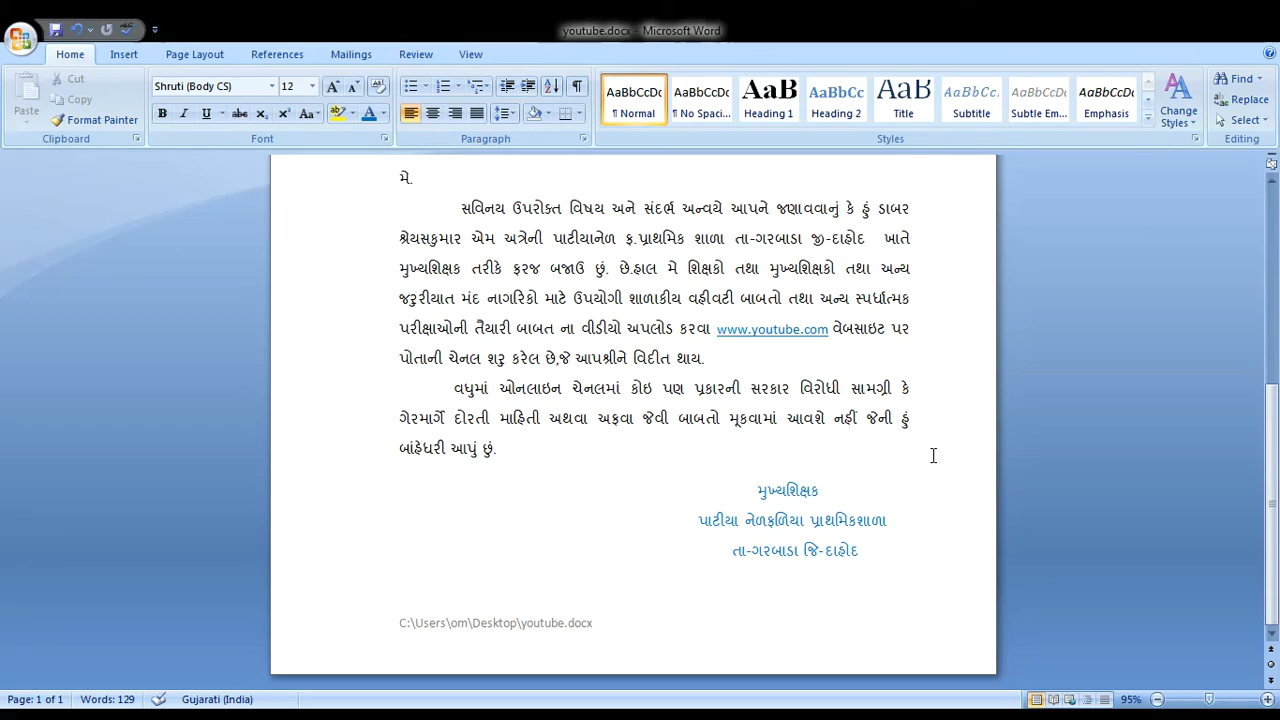 youtube.docx - Microsoft Word
Home Insert Page Layout References Mailings Review View
Paste Cut Copy Format Painter Clipboard
Shruti (Body CS) 12 Font
Paragraph
AaBbCcDc AaBbCcDc AaB AaBbCc AaB AaBbCc. AaBbCcDc AaBbCcDc
¶ Normal ¶ No Spaci... Heading 1 Heading 2 Title Subtitle Subtle Em... Emphasis
Change Styles Styles
Find Replace Select Editing
મે.
સવિનય ઉપરોક્ત વિષય અને સંદર્ભ અન્વયે આપને જણાવવાનું કે હું ડાબર
શ્રેયસકુમાર એમ અત્રેની પાટીયાનેળ ફ.પ્રાથમિક શાળા તા-ગરબાડા જી-દાહોદ ખાતે
મુખ્યશિક્ષક તરીકે ફરજ બજાઉ છું. છે.હાલ મે શિક્ષકો તથા મુખ્યશિક્ષકો તથા અન્ય
જરુરીયાત મંદ નાગરિકો માટે ઉપયોગી શાળાકીય વહીવટી બાબતો તથા અન્ય સ્પર્ધાત્મક
પરીક્ષાઓની તૈયારી બાબત ના વીડીયો અપલોડ કરવા www.youtube.com વેબસાઇટ પર
પોતાની ચેનલ શરુ કરેલ છે,જે આપશ્રીને વિદીત થાય.
વધુમાં ઓનલાઇન ચેનલમાં કોઇ પણ પ્રકારની સરકાર વિરોધી સામગ્રી કે
ગેરમાર્ગે દોરતી માહિતી અથવા અફવા જેવી બાબતો મૂકવામાં આવશે નહીં જેની હું
બાંહેધરી આપું છું.
મુખ્યશિક્ષક
પાટીયા નેળફળિયા પ્રાથમિકશાળા
તા-ગરબાડા જિ-દાહોદ
C:\Users\om\Desktop\youtube.docx
Page: 1 of 1 Words: 129 Gujarati (India) 95%